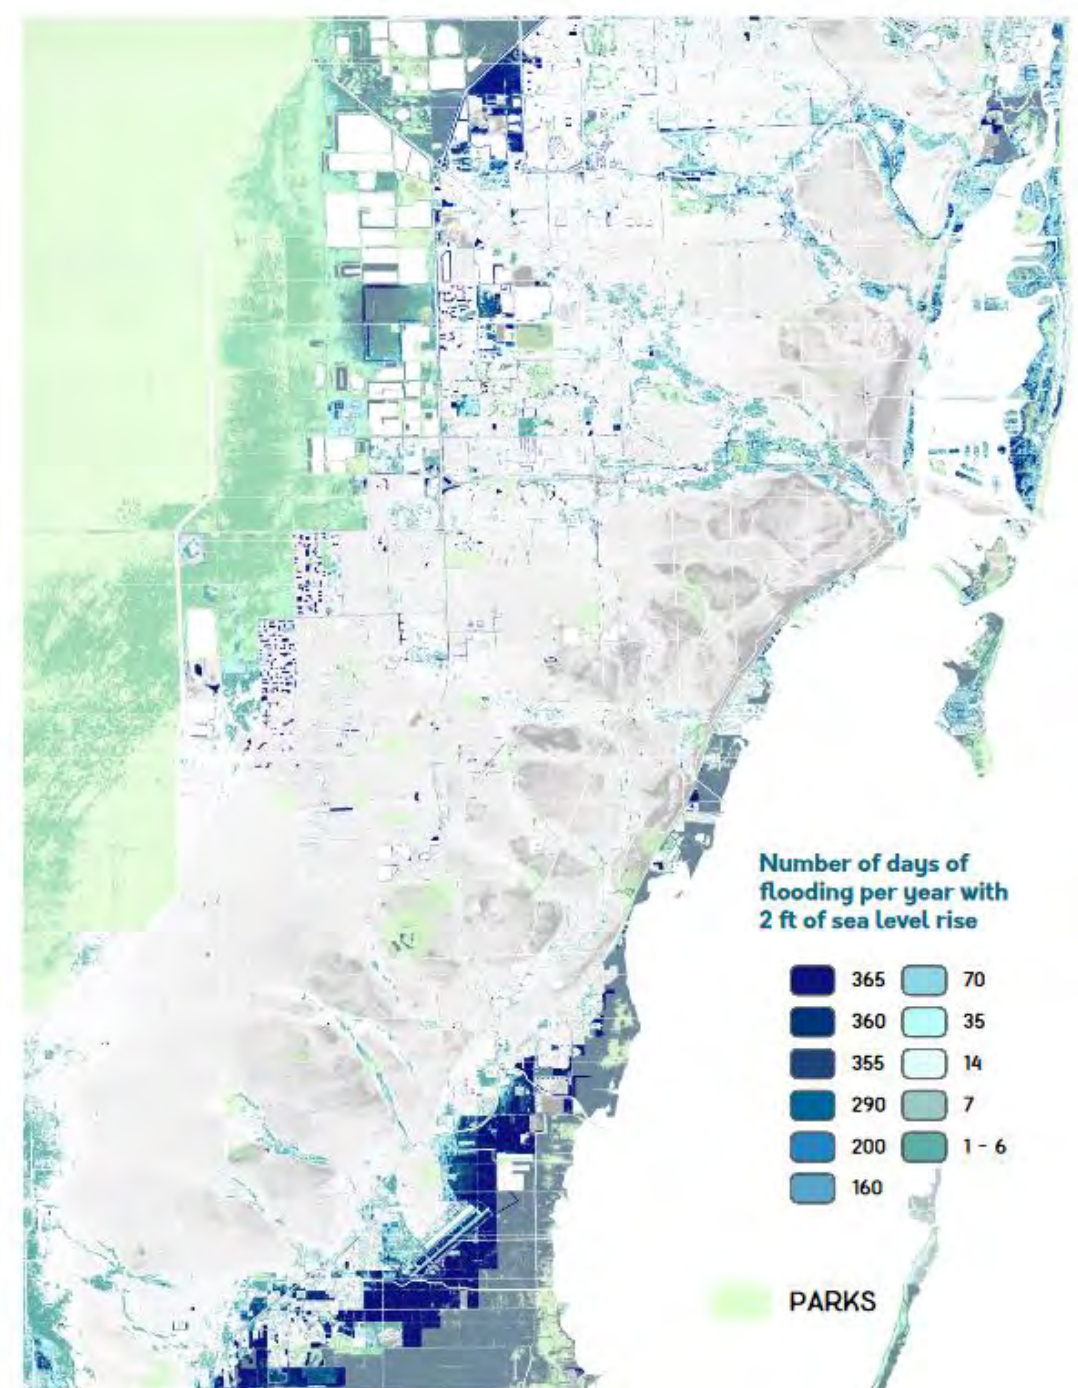 Number of days of
flooding per year with
2 ft of sea level rise
365 70
360 35
355 14
290 7
200 1 - 6
160
PARKS